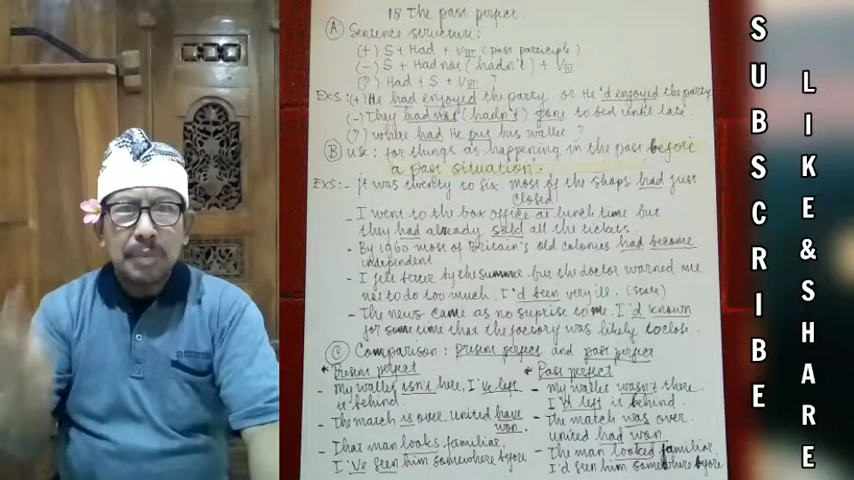 18 The past perfect.
(A) Sentence structure:
(+) S + Had + VIII (past participle)
(-) S + Had not (hadn't) + VIII
(?) Had + S + VIII ?
EXS: (+) He had enjoyed the party. or He'd enjoyed the party
(-) They had not (hadn't) gone to bed until late.
(?) where had He put his wallet ?
(B) use: for things as happening in the past before
a past situation.
EXS: - it was twenty to six most of the shops had just
closed
- I went to the box office at lunch time but
they had already sold all the tickets.
- By 1960 most of Britain's old colonies had become
independent.
- I felt better by the summer. but the doctor warned me
not to do too much. I'd been very ill. (score)
- The news came as no suprise to me. I'd known
for some time that the factory was likely to close.
(C) Comparison: present perfect and past perfect
* Present perfect
- My wallet isn't here, I've left
it behind.
- The match is over. united have
won.
- That man looks familiar.
I've seen him somewhere before
* Past perfect
- My wallet wasn't there
I'd left it behind.
- The match was over.
united had won
- The man looked familiar.
I'd seen him somewhere before.
SUBSCRIBE
LIKE & SHARE